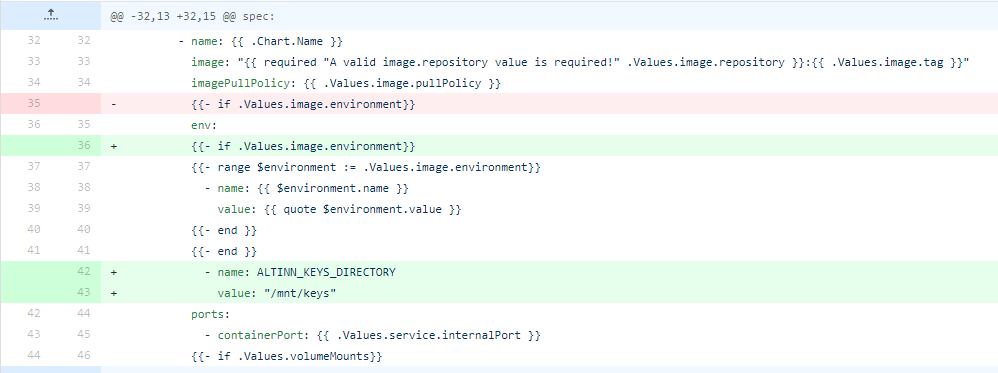 @@ -32,13 +32,15 @@ spec:
32 32 - name: {{ .Chart.Name }}
33 33 image: "{{ required "A valid image.repository value is required!" .Values.image.repository }}:{{ .Values.image.tag }}"
34 34 imagePullPolicy: {{ .Values.image.pullPolicy }}
35 - {{- if .Values.image.environment}}
36 35 env:
36 + {{- if .Values.image.environment}}
37 37 {{- range $environment := .Values.image.environment}}
38 38 - name: {{ $environment.name }}
39 39 value: {{ quote $environment.value }}
40 40 {{- end }}
41 41 {{- end }}
42 + - name: ALTINN_KEYS_DIRECTORY
43 + value: "/mnt/keys"
42 44 ports:
43 45 - containerPort: {{ .Values.service.internalPort }}
44 46 {{- if .Values.volumeMounts}}